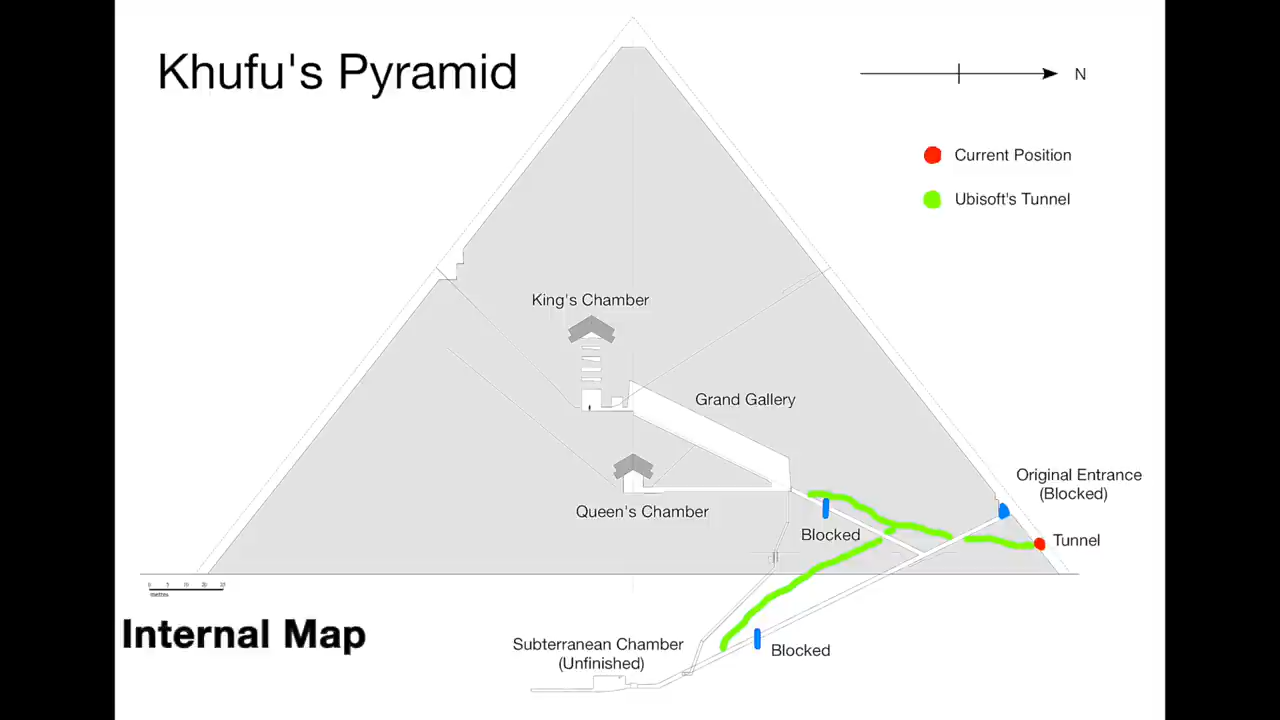 Khufu's Pyramid
N
Current Position
Ubisoft's Tunnel
King's Chamber
Grand Gallery
Original Entrance
(Blocked)
Queen's Chamber
Blocked
Tunnel
metres
Internal Map
Subterranean Chamber
(Unfinished)
Blocked